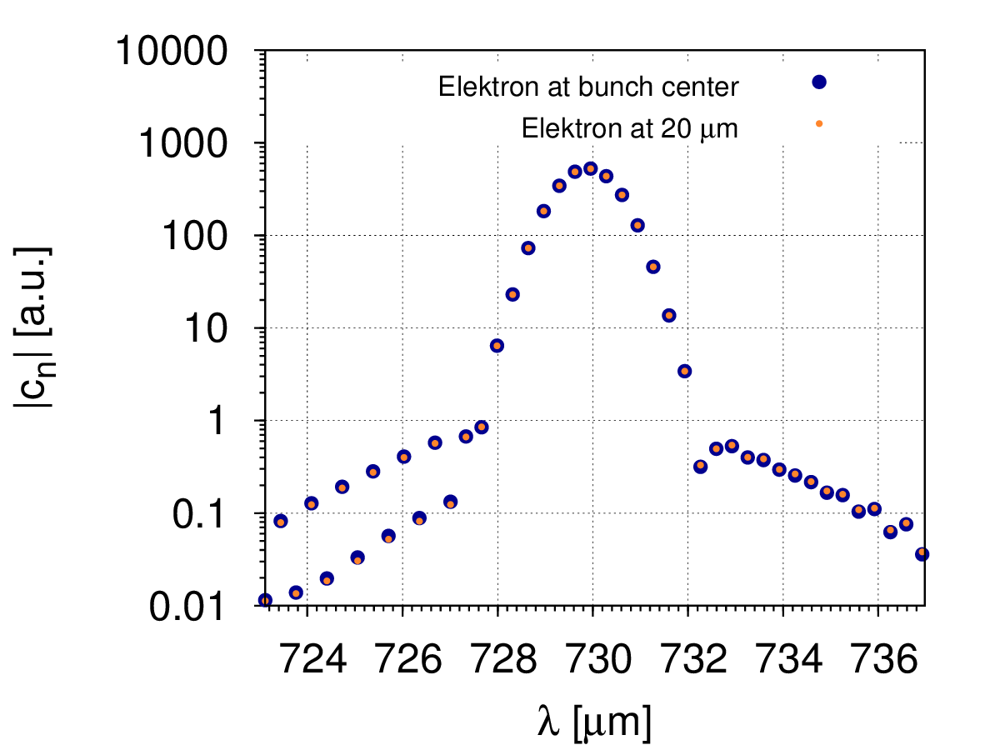 10000
1000
100
10
1
0.1
0.01
|cn| [a.u.]
Elektron at bunch center
Elektron at 20 μm
724 726 728 730 732 734 736
λ [μm]